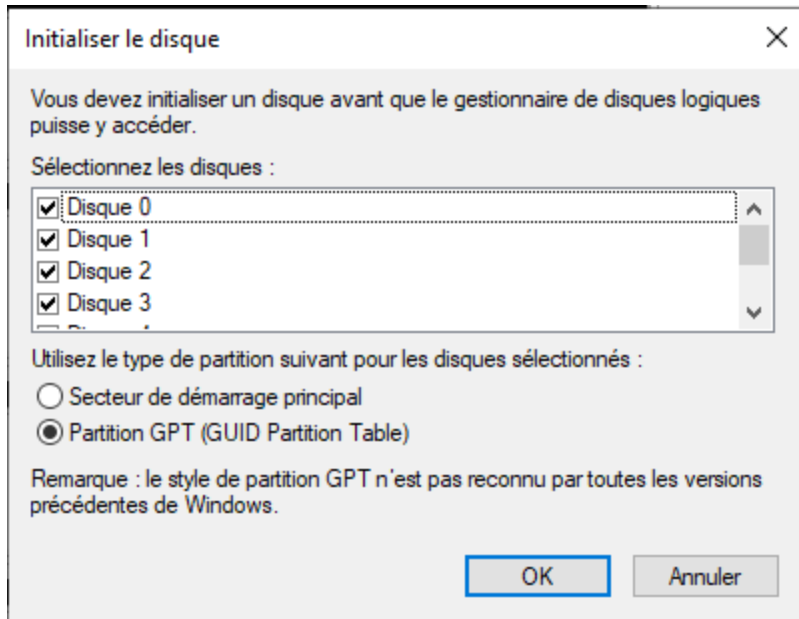 Initialiser le disque
Vous devez initialiser un disque avant que le gestionnaire de disques logiques
puisse y accéder.
Sélectionnez les disques :
Disque 0
Disque 1
Disque 2
Disque 3
Utilisez le type de partition suivant pour les disques sélectionnés :
Secteur de démarrage principal
Partition GPT (GUID Partition Table)
Remarque : le style de partition GPT n'est pas reconnu par toutes les versions
précédentes de Windows.
OK
Annuler